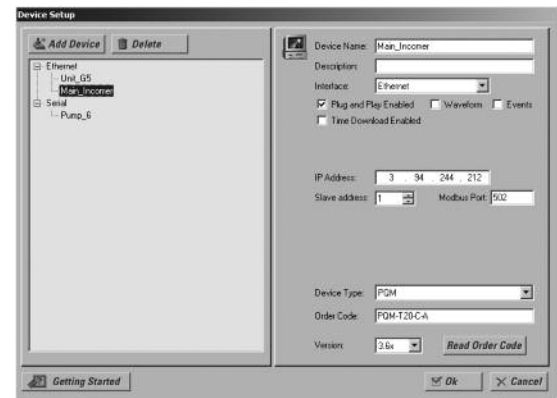 Device Setup
Add Device
Delete
Ethernet
Unit_G5
Main_Incomer
Serial
Pump_6
Device Name: Main_Incomer
Description:
Interface: Ethernet
Plug and Play Enabled Waveform Events
Time Download Enabled
IP Address: 3 . 94 . 244 . 212
Slave address: 1 Modbus Port: 502
Device Type: PQM
Order Code: PQM-T20-C-A
Version: 3.6x Read Order Code
Getting Started
Ok Cancel